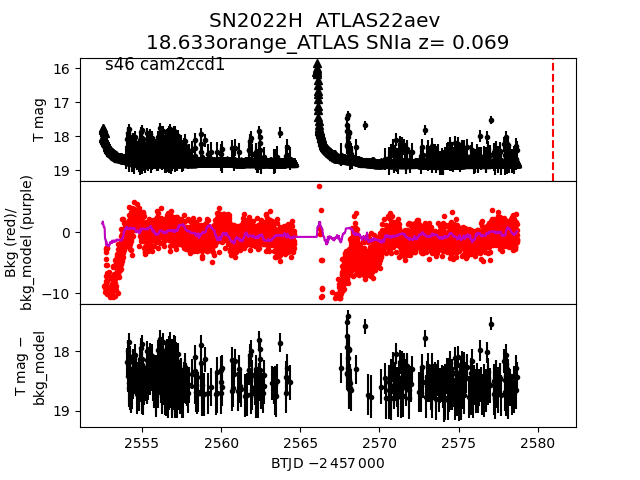 SN2022H  ATLAS22aev
18.633orange_ATLAS SNIa z= 0.069
s46 cam2ccd1
T mag
16
17
18
19
Bkg (red)/
bkg_model (purple)
0
−10
T mag −
bkg_model
18
19
2555
2560
2565
2570
2575
2580
BTJD −2 457 000